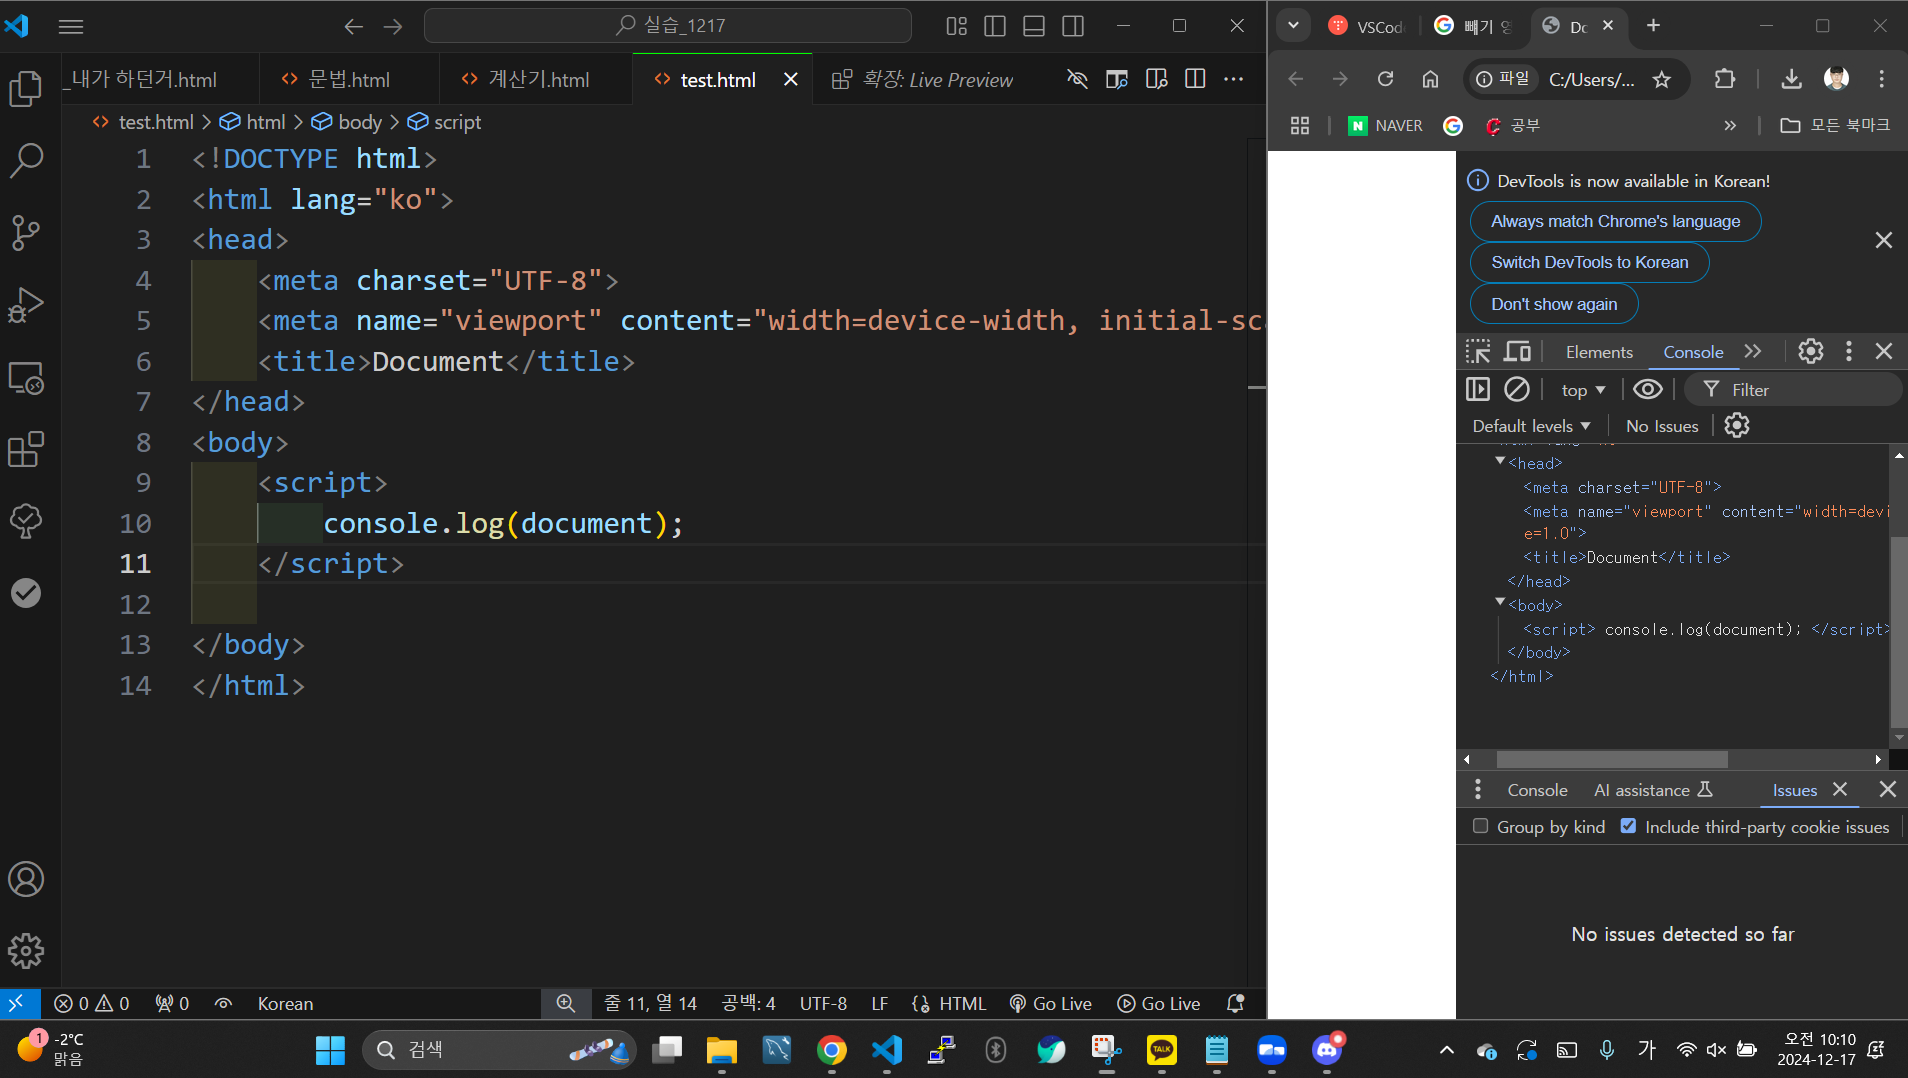 실습_1217
_내가 하던거.html
문법.html
계산기.html
test.html
확장: Live Preview
test.html > html > body > script
1 <!DOCTYPE html>
2 <html lang="ko">
3 <head>
4 <meta charset="UTF-8">
5 <meta name="viewport" content="width=device-width, initial-sc
6 <title>Document</title>
7 </head>
8 <body>
9 <script>
10 console.log(document);
11 </script>
12
13 </body>
14 </html>
0 0 0 Korean 줄 11, 열 14 공백: 4 UTF-8 LF HTML Go Live Go Live
VSCod
빼기
Dc
파일 C:/Users/...
NAVER
공부
모든 북마크
DevTools is now available in Korean!
Always match Chrome's language
Switch DevTools to Korean
Don't show again
Elements Console
top Filter
Default levels No Issues
<head>
<meta charset="UTF-8">
<meta name="viewport" content="width=devi
e=1.0">
<title>Document</title>
</head>
<body>
<script> console.log(document); </script>
</body>
</html>
Console AI assistance Issues
Group by kind Include third-party cookie issues
No issues detected so far
1
-2°C
맑음
검색
TALK
가
오전 10:10
2024-12-17